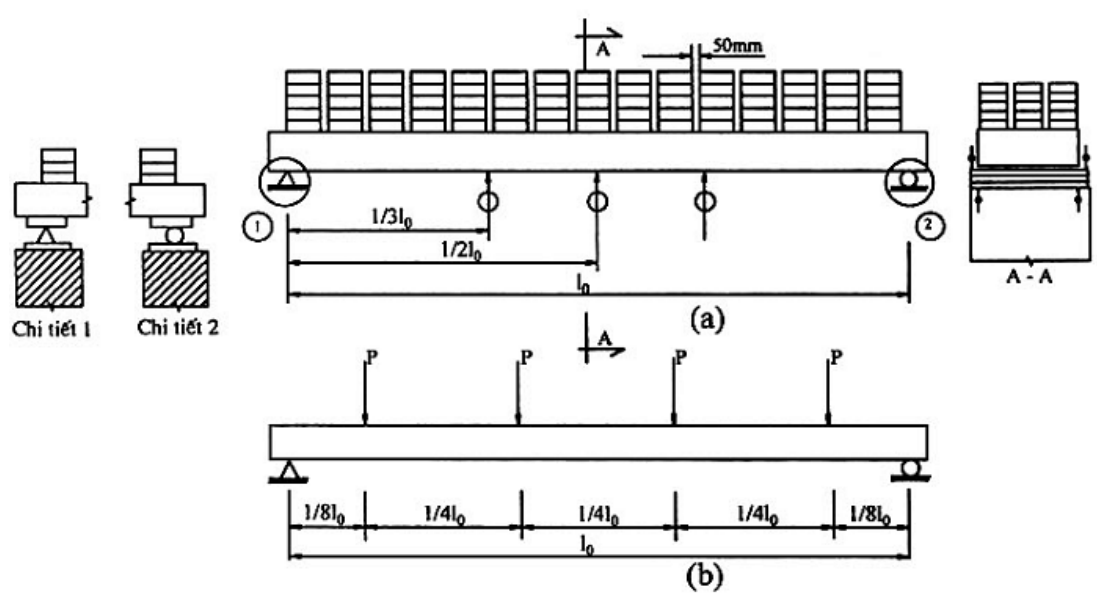 A
50mm
1
2
1/3l₀
1/2l₀
l₀
(a)
A - A
Chi tiết 1
Chi tiết 2
A
P
P
P
P
1/8l₀
1/4l₀
1/4l₀
1/4l₀
1/8l₀
l₀
(b)